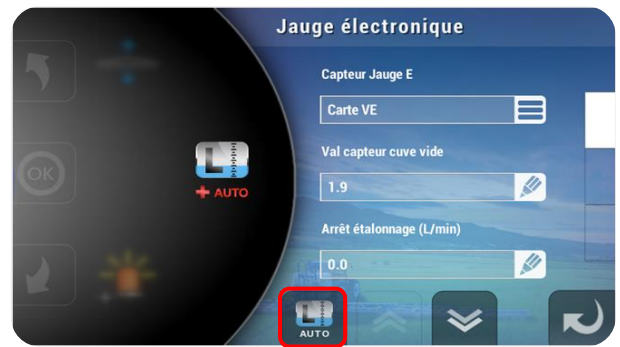 Jauge électronique
Capteur Jauge E
Carte VE
Val capteur cuve vide
1.9
Arrêt étalonnage (L/min)
0.0
OK
L
+ AUTO
L
AUTO